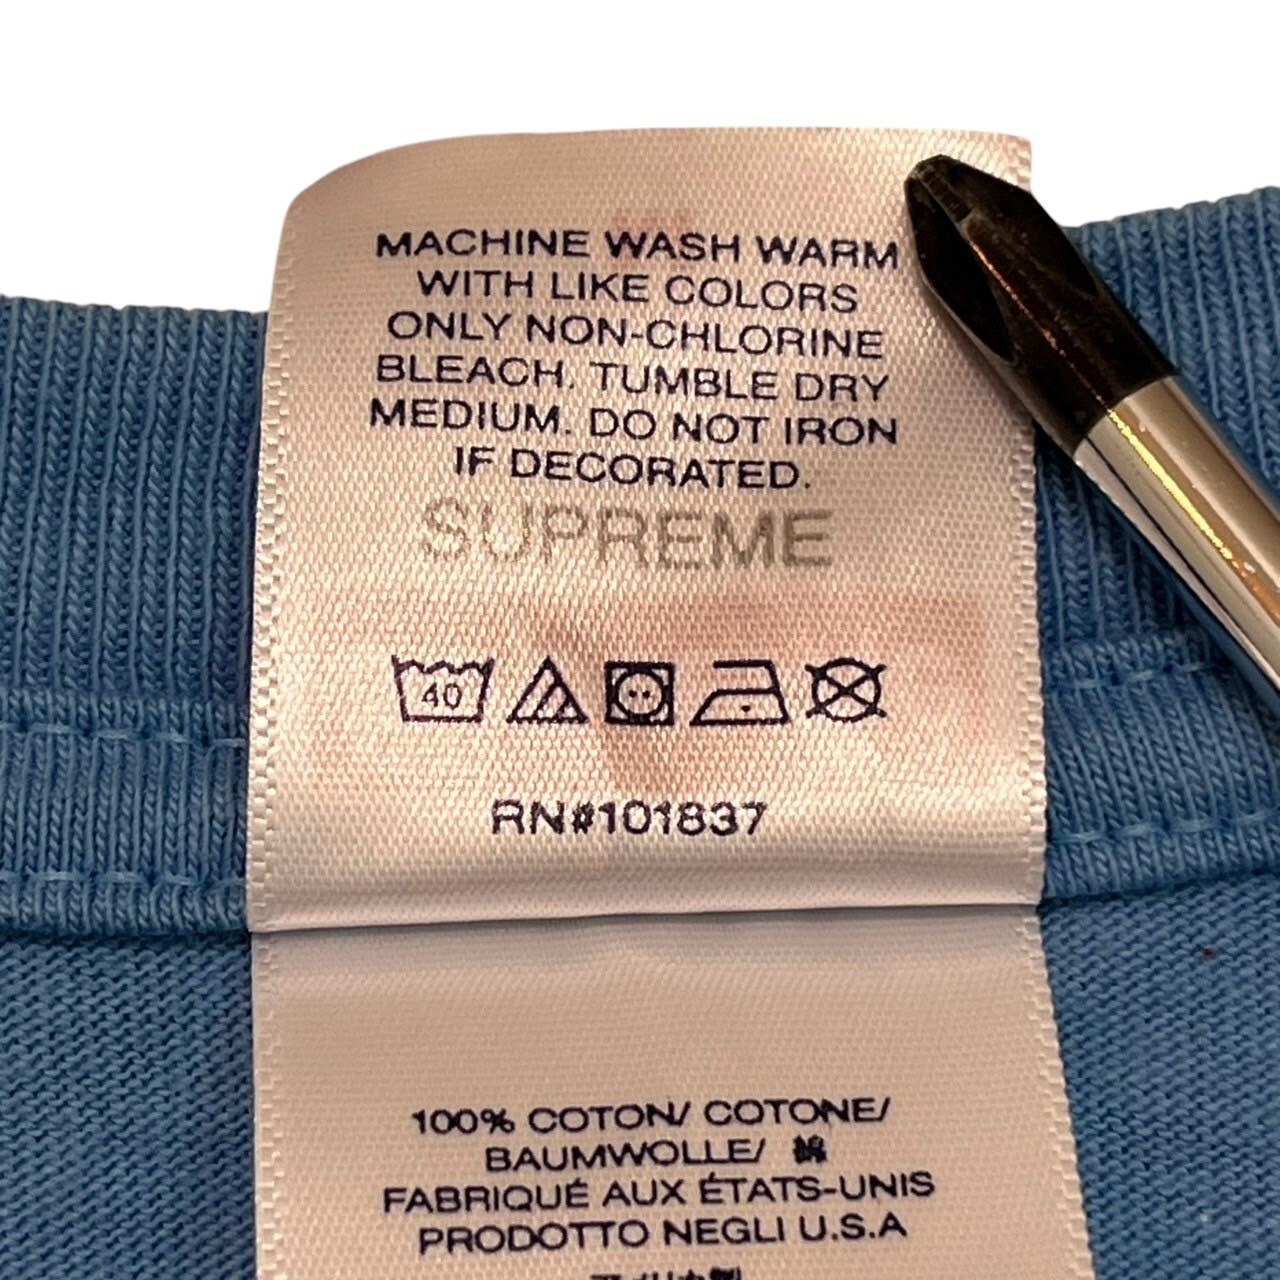 MACHINE WASH WARM
WITH LIKE COLORS
ONLY NON-CHLORINE
BLEACH. TUMBLE DRY
MEDIUM. DO NOT IRON
IF DECORATED.
SUPREME
40
RN#101837
100% COTON/ COTONE/
BAUMWOLLE/ 綿
FABRIQUÉ AUX ÉTATS-UNIS
PRODOTTO NEGLI U.S.A